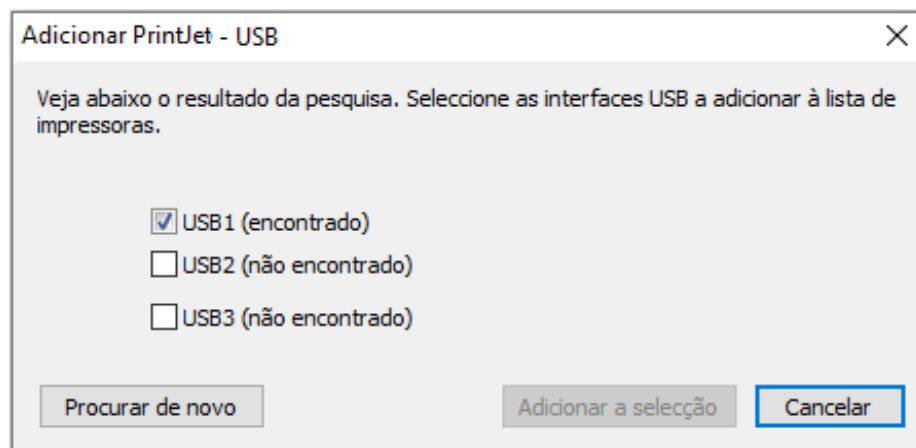 Adicionar PrintJet - USB
Veja abaixo o resultado da pesquisa. Seleccione as interfaces USB a adicionar à lista de
impressoras.
USB1 (encontrado)
USB2 (não encontrado)
USB3 (não encontrado)
Procurar de novo
Adicionar a selecção
Cancelar